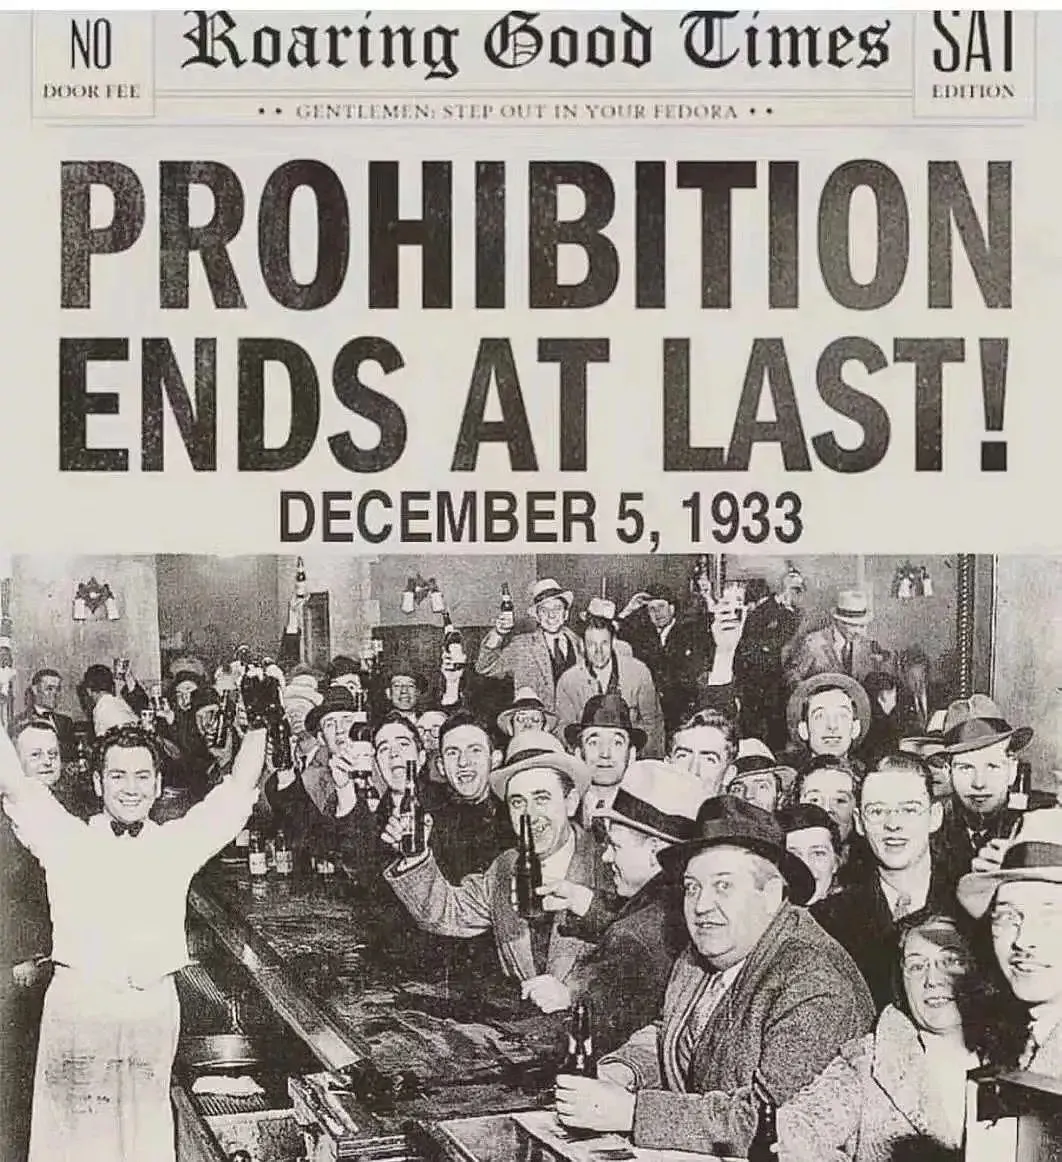 NO
DOOR FEE
Roaring Good Times
SAT
EDITION
•• GENTLEMEN: STEP OUT IN YOUR FEDORA ••
PROHIBITION
ENDS AT LAST!
DECEMBER 5, 1933